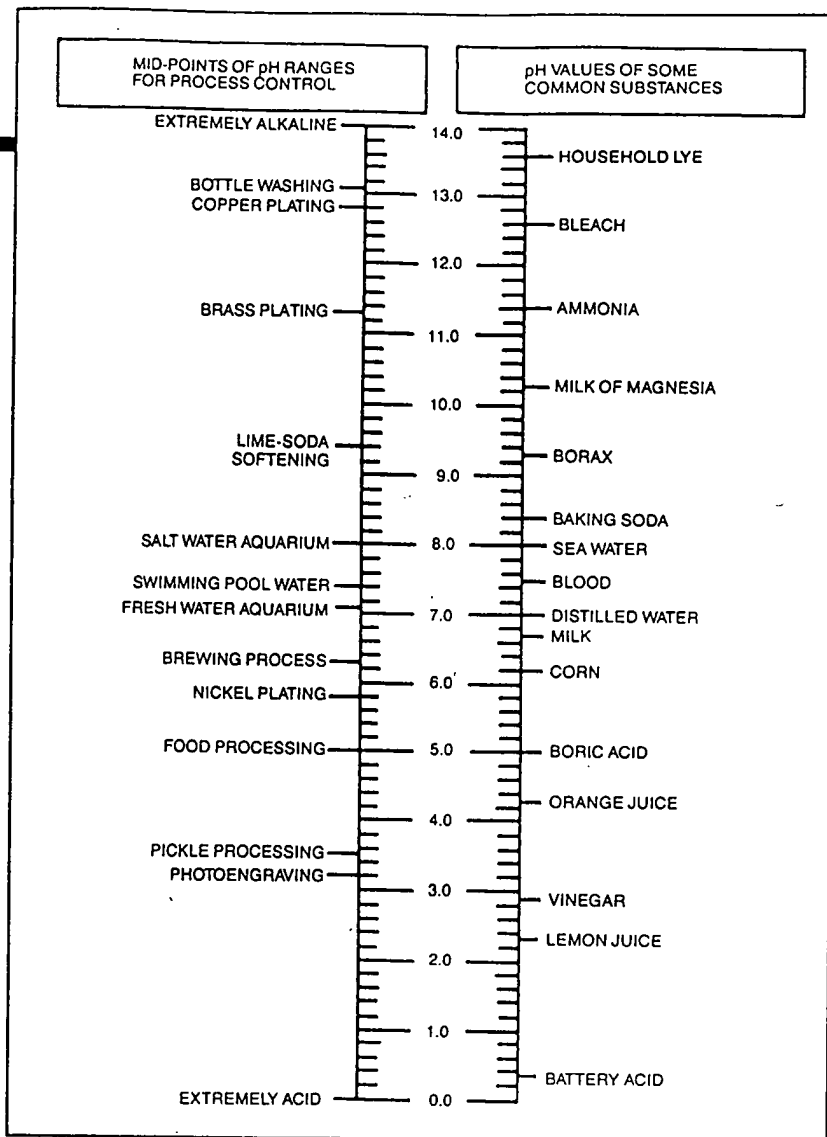 MID-POINTS OF pH RANGES
FOR PROCESS CONTROL
pH VALUES OF SOME
COMMON SUBSTANCES
EXTREMELY ALKALINE
14.0
HOUSEHOLD LYE
BOTTLE WASHING
13.0
COPPER PLATING
BLEACH
12.0
BRASS PLATING
AMMONIA
11.0
MILK OF MAGNESIA
10.0
LIME-SODA
SOFTENING
BORAX
9.0
BAKING SODA
SALT WATER AQUARIUM
8.0
SEA WATER
SWIMMING POOL WATER
BLOOD
FRESH WATER AQUARIUM
7.0
DISTILLED WATER
MILK
BREWING PROCESS
CORN
6.0
NICKEL PLATING
FOOD PROCESSING
5.0
BORIC ACID
ORANGE JUICE
4.0
PICKLE PROCESSING
PHOTOENGRAVING
3.0
VINEGAR
LEMON JUICE
2.0
1.0
BATTERY ACID
EXTREMELY ACID
0.0